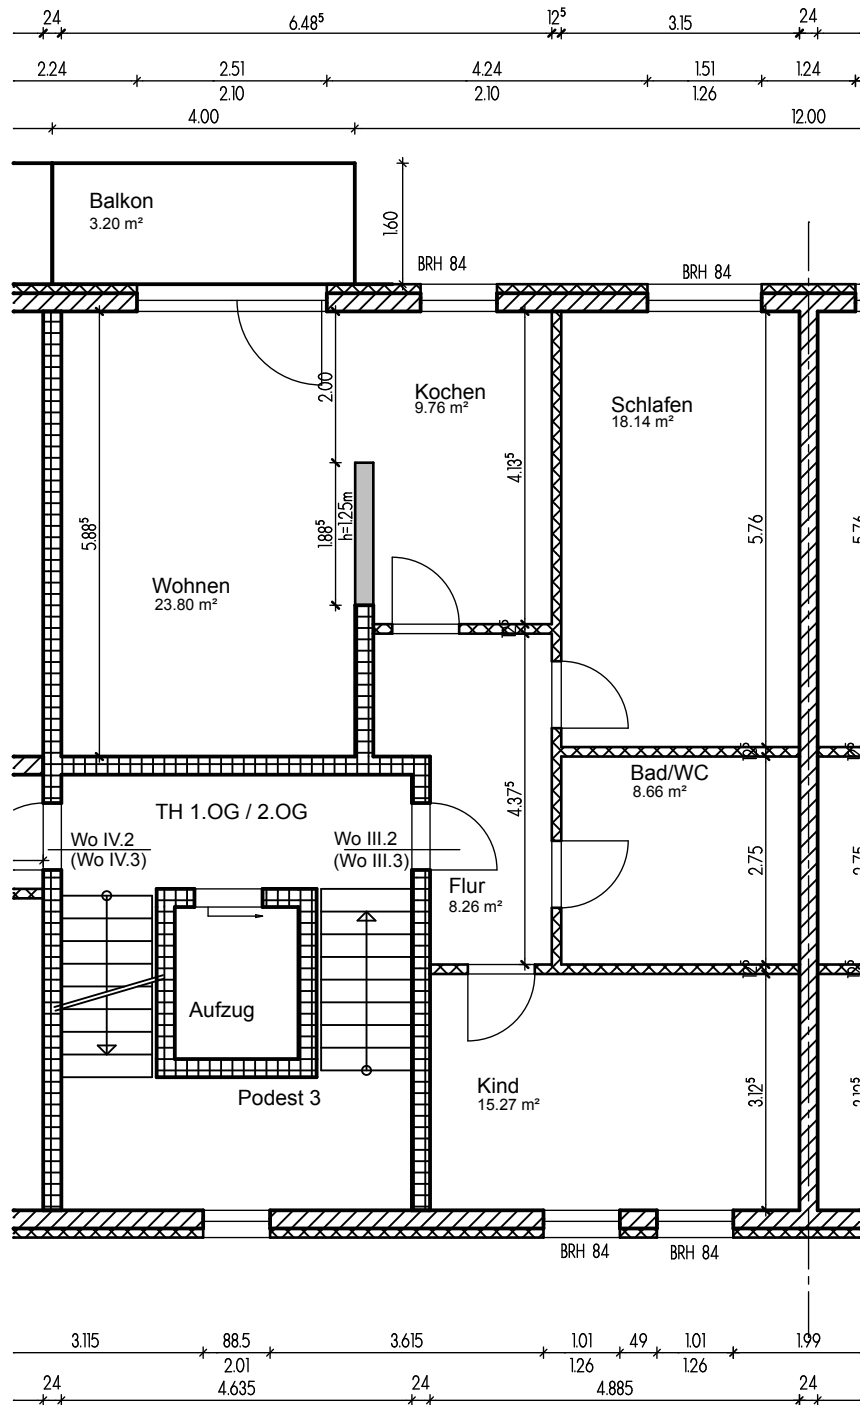 24 6.48⁵ 12⁵ 3.15 24
2.24 2.51 4.24 1.51 1.24
2.10 2.10 1.26
4.00 12.00
Balkon
3.20 m²
1.60
BRH 84
BRH 84
2.00
Kochen
9.76 m²
Schlafen
18.14 m²
4.13⁵
5.88⁵
1.88⁵
h=1.25m
5.76
5.76
Wohnen
23.80 m²
Bad/WC
8.66 m²
TH 1.OG / 2.OG
4.37⁵
Wo IV.2
(Wo IV.3)
Wo III.2
(Wo III.3)
2.75
2.75
Flur
8.26 m²
Aufzug
Podest 3
Kind
15.27 m²
3.12⁵
BRH 84
BRH 84
3.115 88.5 3.615 1.01 49 1.01 1.99
2.01 1.26 1.26
24 4.635 24 4.885 24